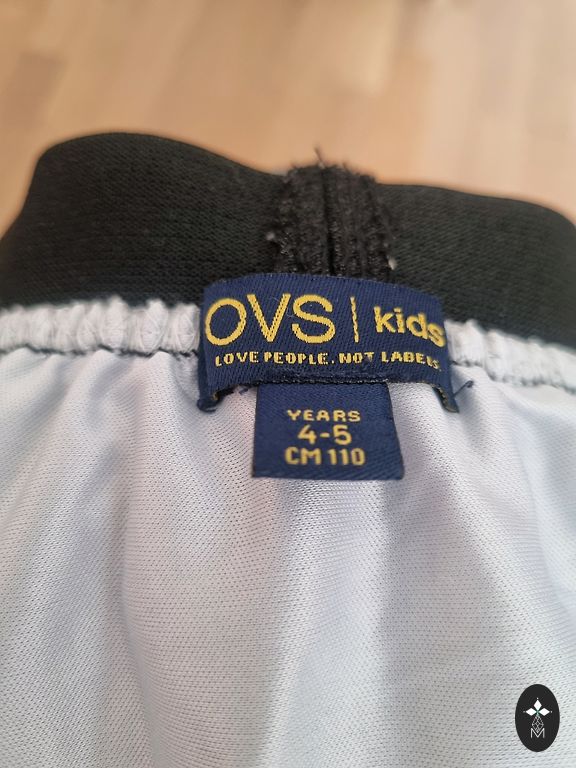 OVS | kids
LOVE PEOPLE. NOT LABELS.
YEARS
4-5
CM 110
M